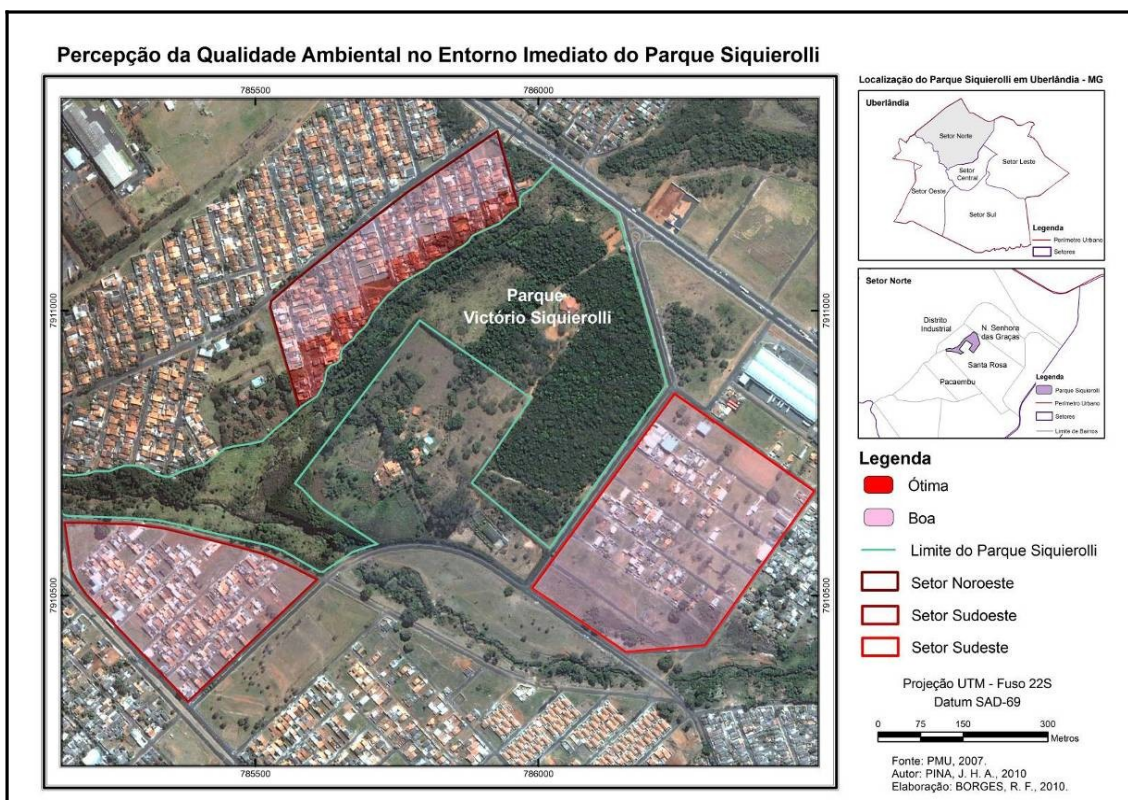 Percepção da Qualidade Ambiental no Entorno Imediato do Parque Siquierolli
785500
786000
7911000
7910500
Parque
Victório Siquierolli
7911000
7910500
785500
786000
Localização do Parque Siquierolli em Uberlândia - MG
Uberlândia
Setor Norte
Setor Leste
Setor
Central
Setor Oeste
Setor Sul
Legenda
Perímetro Urbano
Setores
Setor Norte
Distrito
Industrial
N. Senhora
das Graças
Santa Rosa
Pacaembu
Legenda
Parque Siquierolli
Perímetro Urbano
Setores
Limite de Bairros
Legenda
Ótima
Boa
Limite do Parque Siquierolli
Setor Noroeste
Setor Sudoeste
Setor Sudeste
Projeção UTM - Fuso 22S
Datum SAD-69
0 75 150 300
Metros
Fonte: PMU, 2007.
Autor: PINA, J. H. A., 2010
Elaboração: BORGES, R. F., 2010.